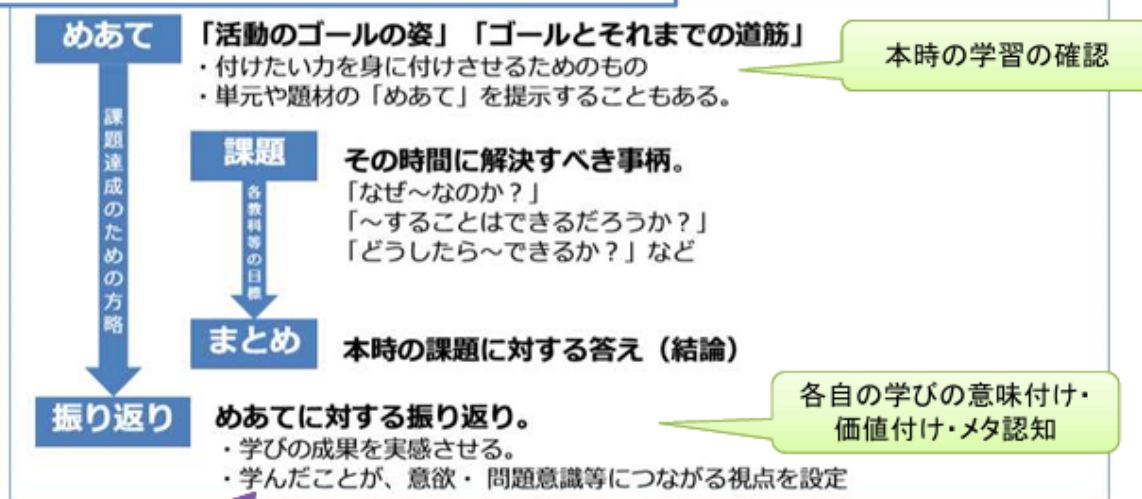 めあて
「活動のゴールの姿」「ゴールとそれまでの道筋」
・付けたい力を身に付けさせるためのもの
・単元や題材の「めあて」を提示することもある。
本時の学習の確認
課題達成のための方略
課題
その時間に解決すべき事柄。
「なぜ～なのか？」
「～することはできるだろうか？」
「どうしたら～できるか？」など
各教科等の目標
まとめ
本時の課題に対する答え（結論）
振り返り
めあてに対する振り返り。
・学びの成果を実感させる。
・学んだことが、意欲・ 問題意識等につながる視点を設定
各自の学びの意味付け・
価値付け・メタ認知